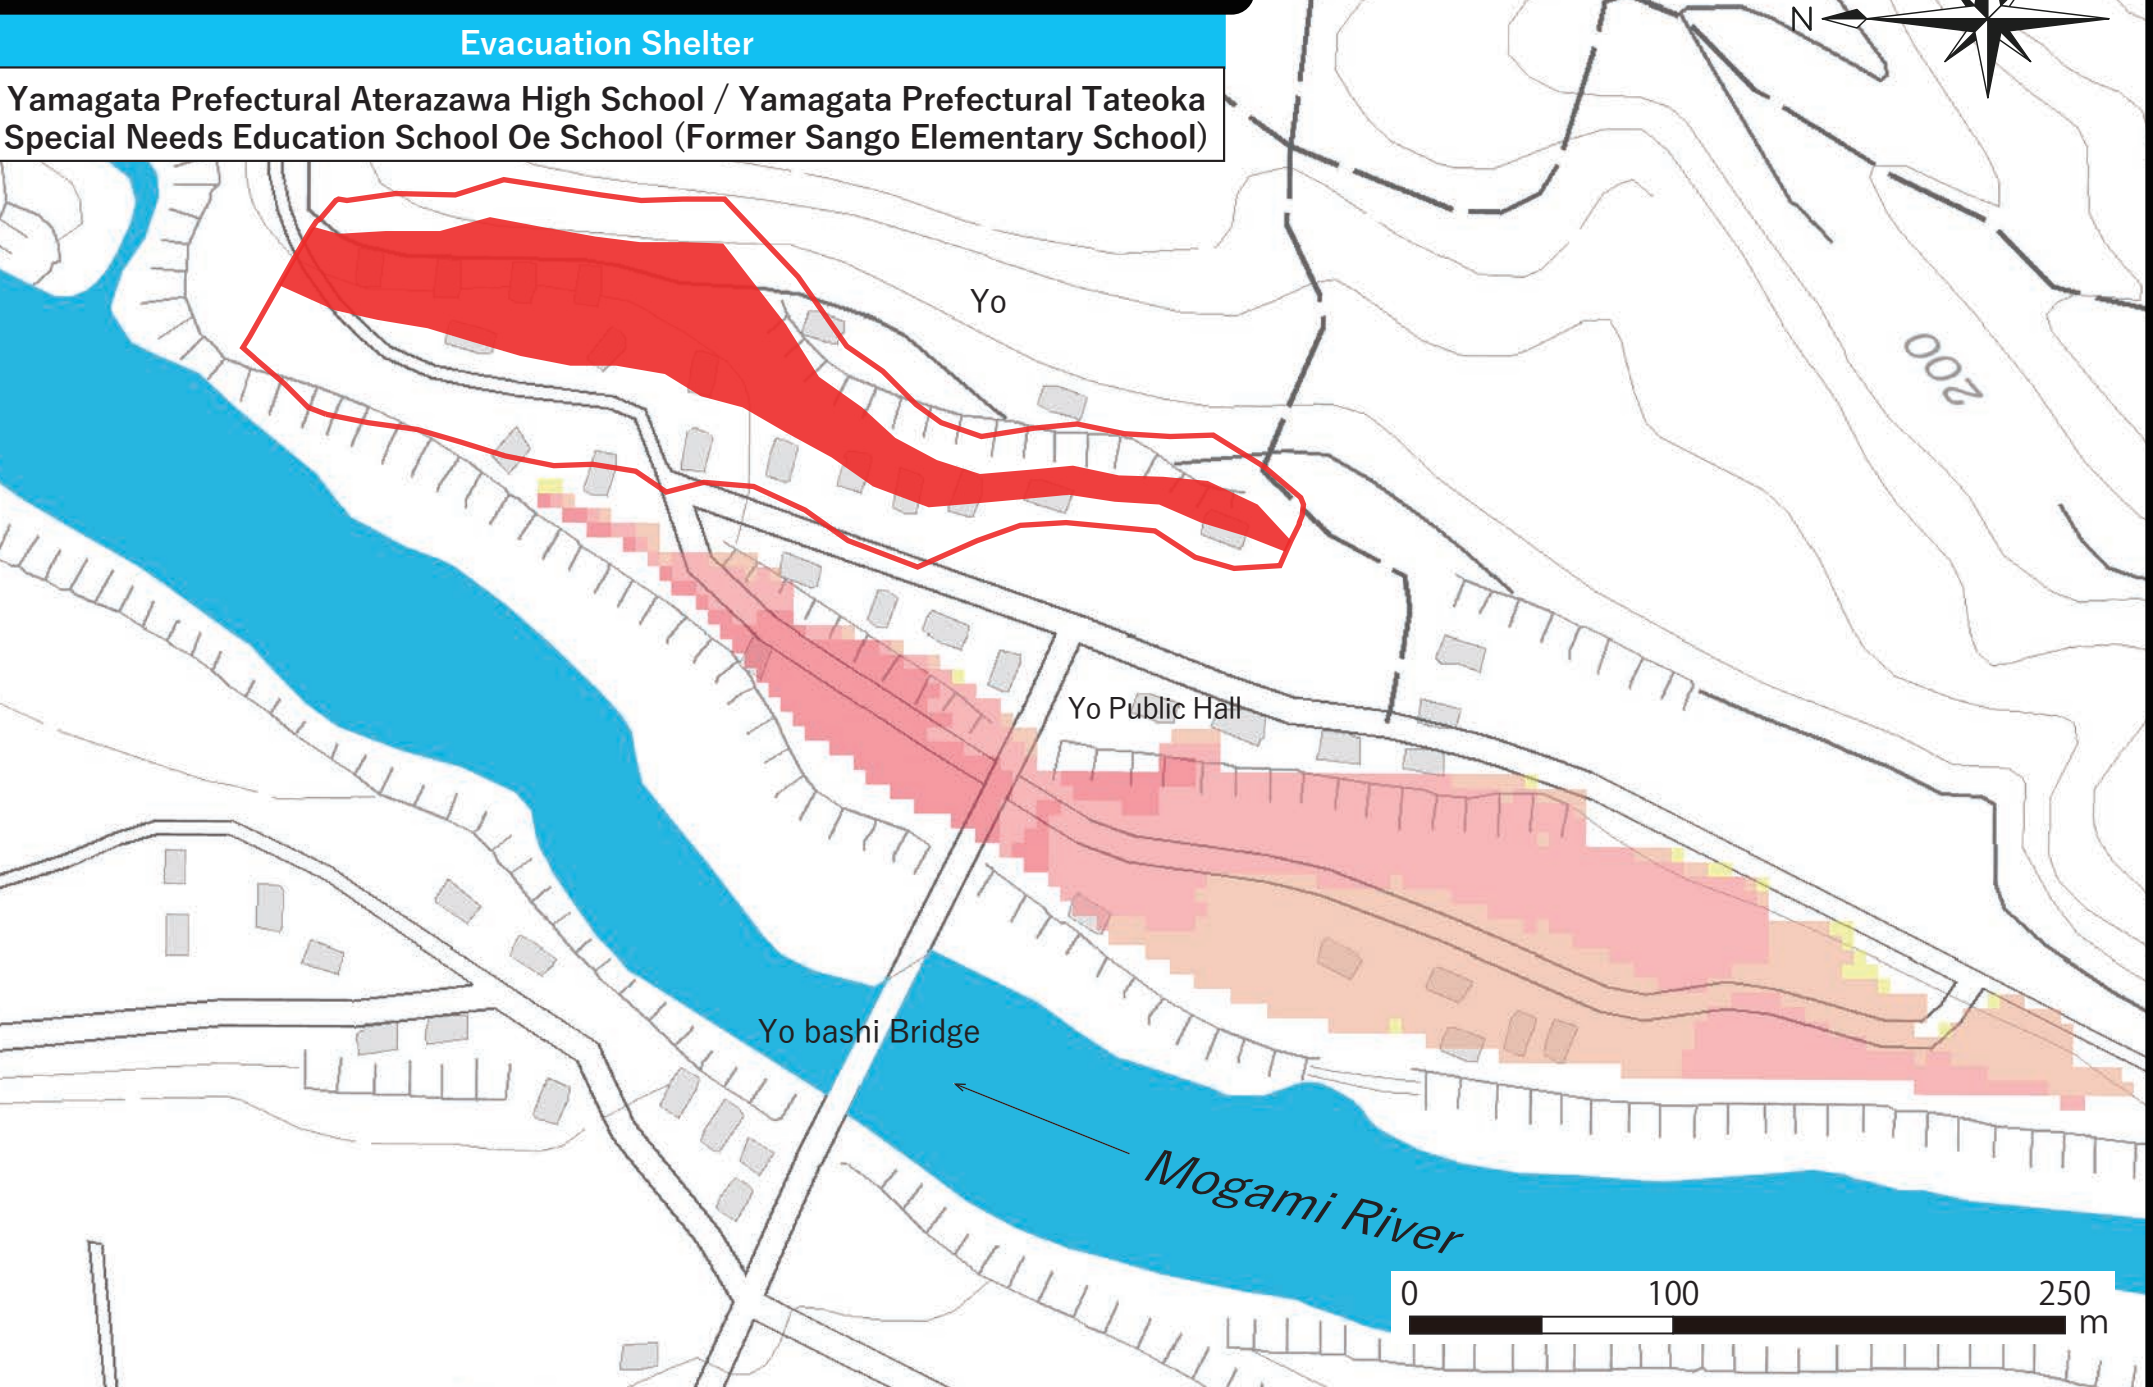 Evacuation Shelter
Yamagata Prefectural Aterazawa High School / Yamagata Prefectural Tateoka
Special Needs Education School Oe School (Former Sango Elementary School)
N
Yo
200
Yo Public Hall
Yo bashi Bridge
Mogami River
0 100 250
m